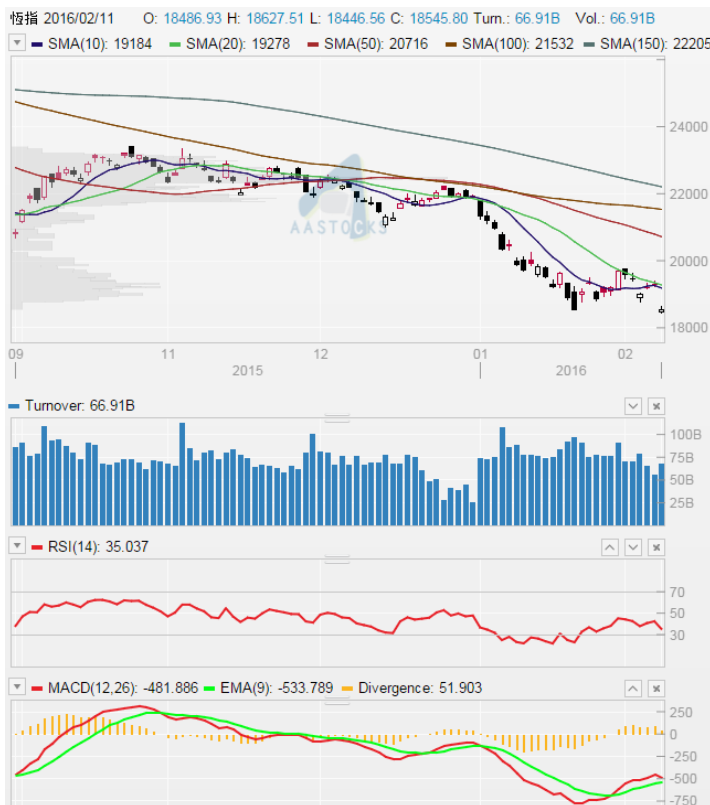 恆指 2016/02/11 O: 18486.93 H: 18627.51 L: 18446.56 C: 18545.80 Turn.: 66.91B Vol.: 66.91B
SMA(10): 19184 SMA(20): 19278 SMA(50): 20716 SMA(100): 21532 SMA(150): 22205
24000
22000
AASTOCKS
20000
18000
09 11 12 01 02
2015 2016
Turnover: 66.91B
100B
75B
50B
25B
RSI(14): 35.037
70
50
30
MACD(12,26): -481.886 EMA(9): -533.789 Divergence: 51.903
250
0
-250
-500
-750